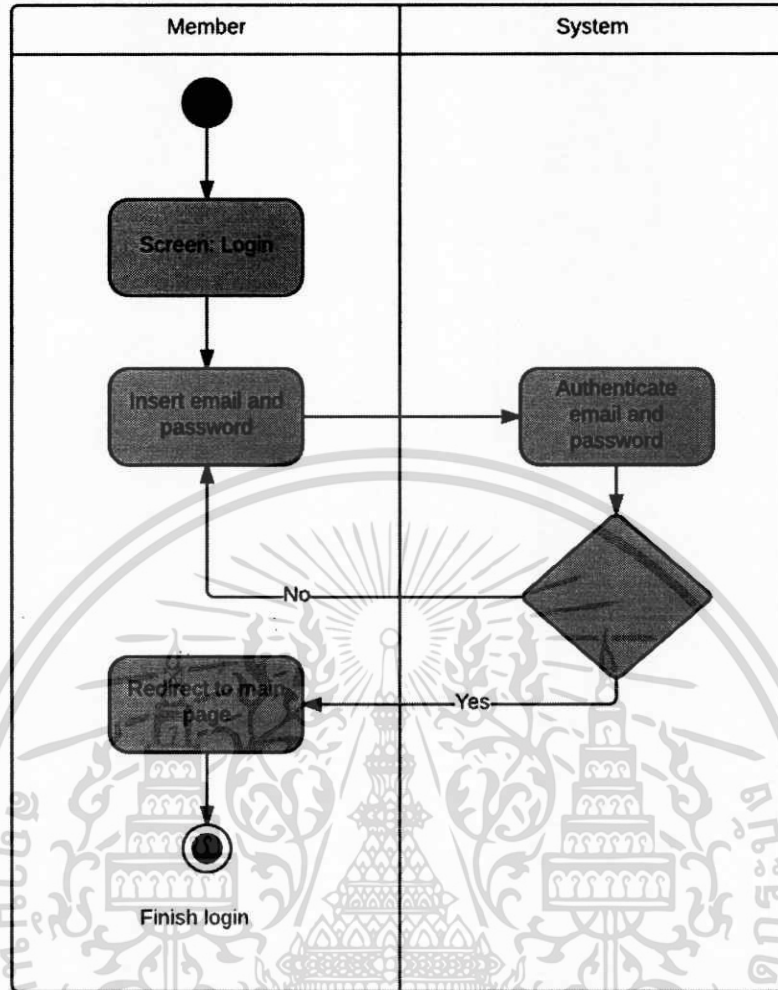 Member
System
Screen: Login
Insert email and
password
Authenticate
email and
password
No
Redirect to main
page
Yes
Finish login